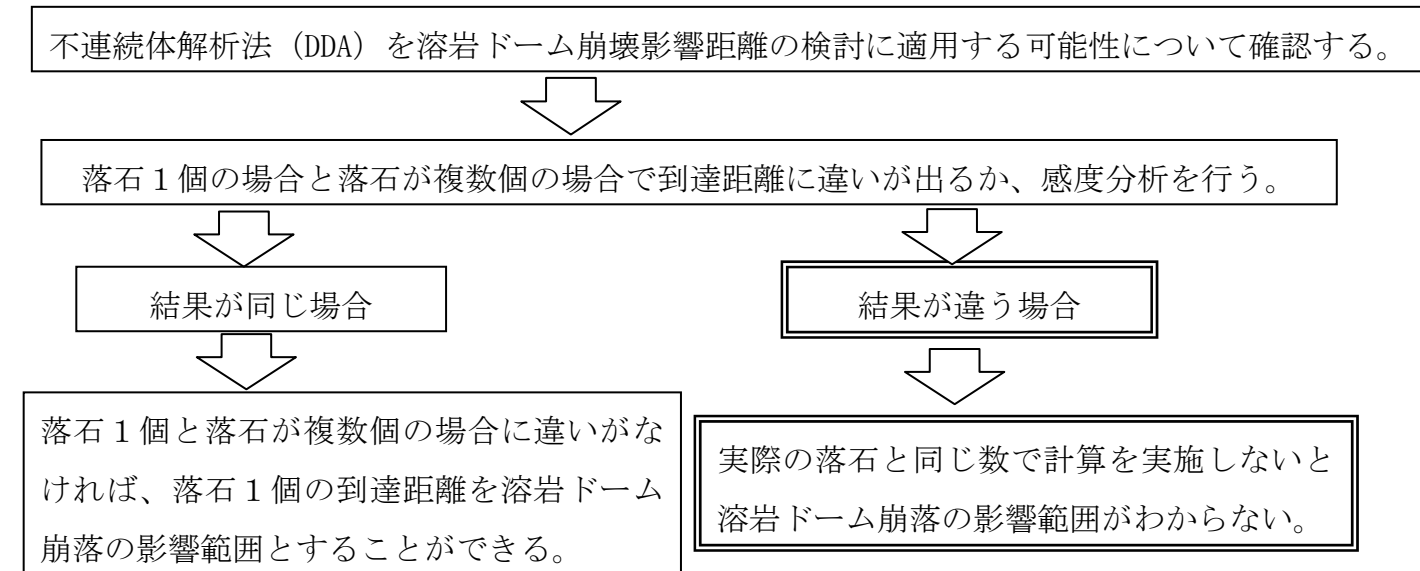 不連続体解析法（DDA）を溶岩ドーム崩壊影響距離の検討に適用する可能性について確認する。
落石１個の場合と落石が複数個の場合で到達距離に違いが出るか、感度分析を行う。
結果が同じ場合
結果が違う場合
落石１個と落石が複数個の場合に違いがな
ければ、落石１個の到達距離を溶岩ドーム
崩落の影響範囲とすることができる。
実際の落石と同じ数で計算を実施しないと
溶岩ドーム崩落の影響範囲がわからない。